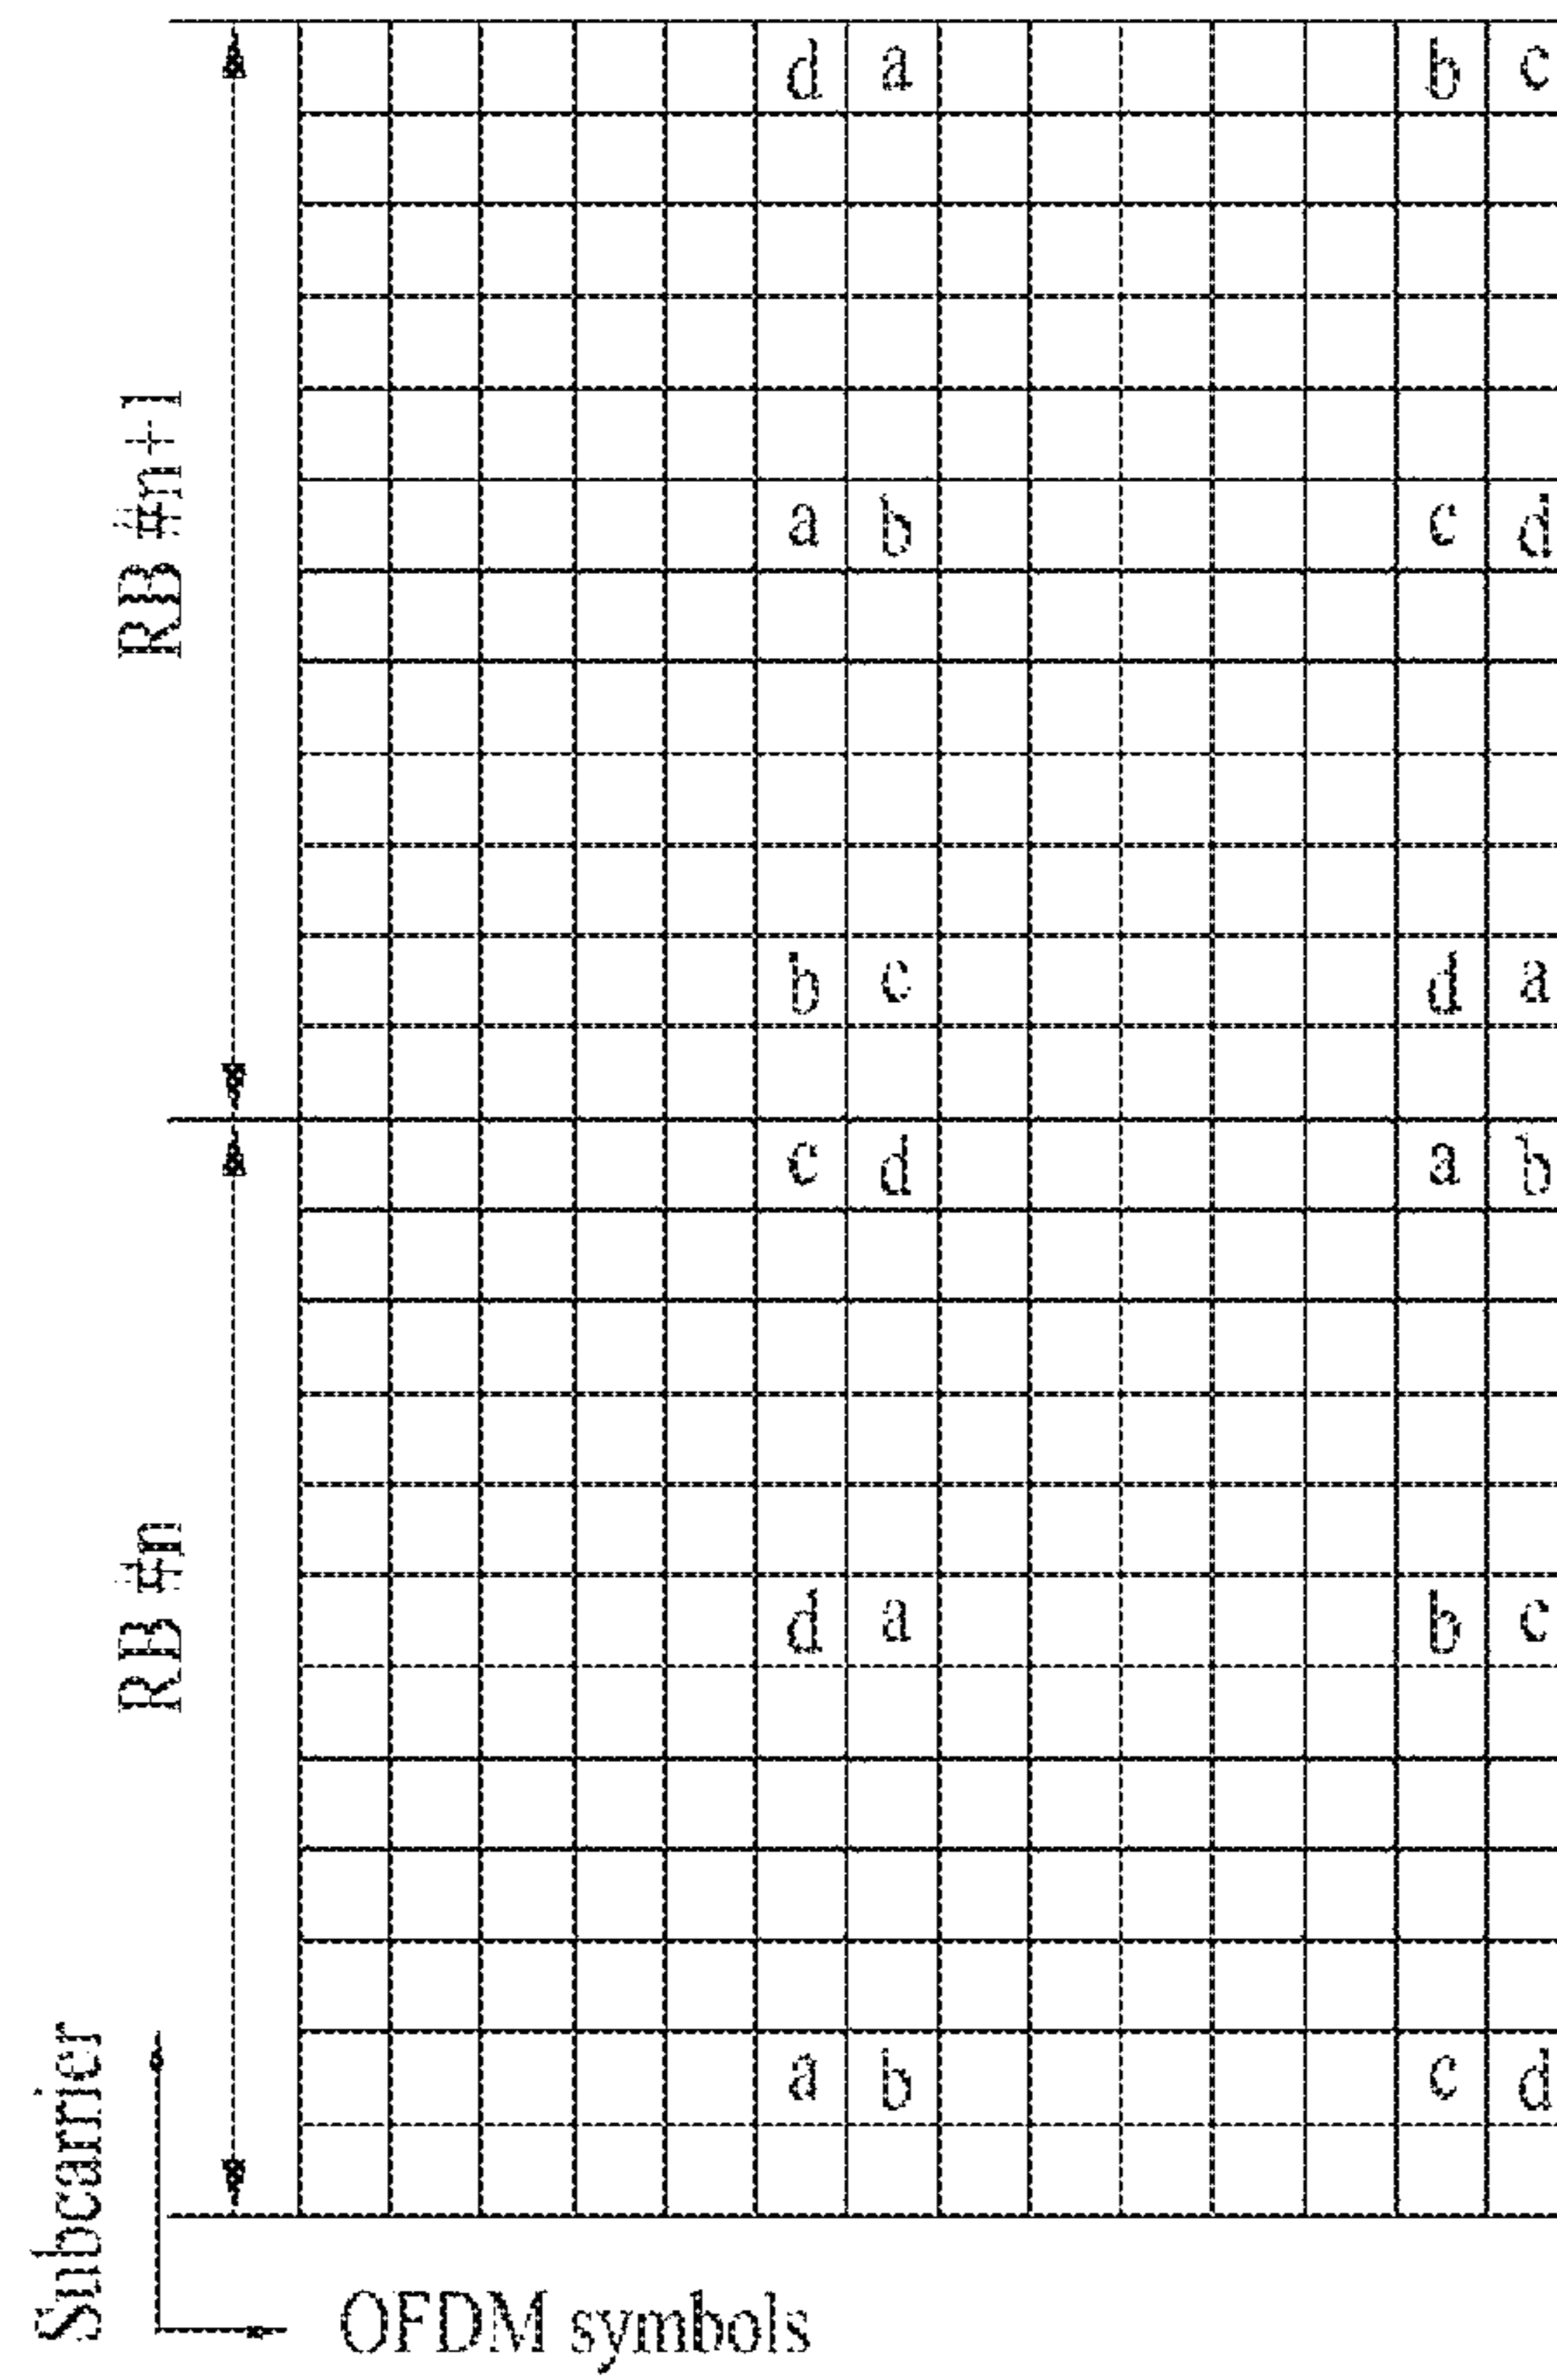 d a b c
RB #n+1
a b c d
b c d a
c d a b
RB #n
d a b c
a b c d
Subcarrier
OFDM symbols